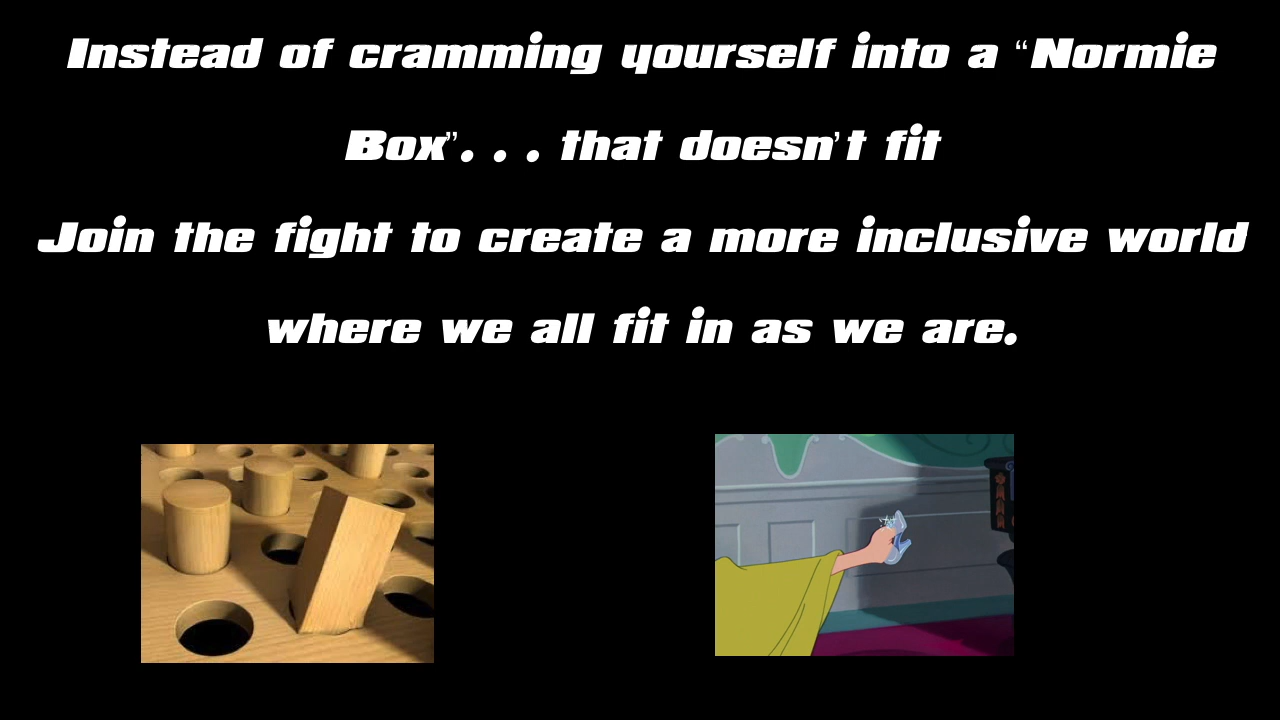 Instead of cramming yourself into a “Normie
Box”. . . that doesn’t fit
Join the fight to create a more inclusive world
where we all fit in as we are.